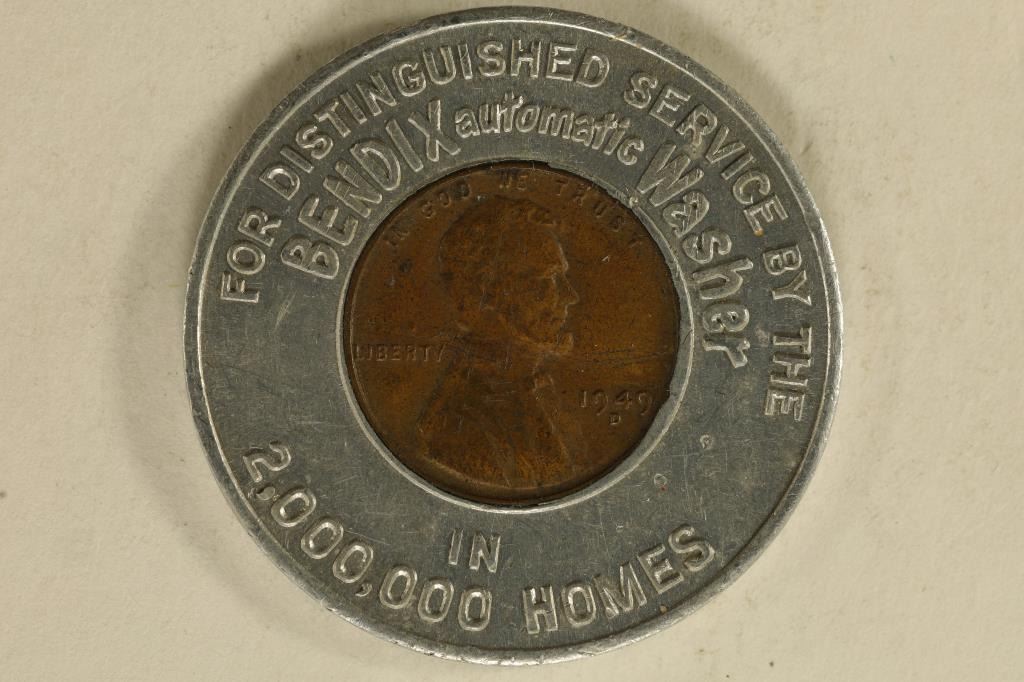 FOR DISTINGUISHED SERVICE BY THE
BENDIX automatic Washer
IN GOD WE TRUST
LIBERTY
1949
D
IN
2,000,000 HOMES